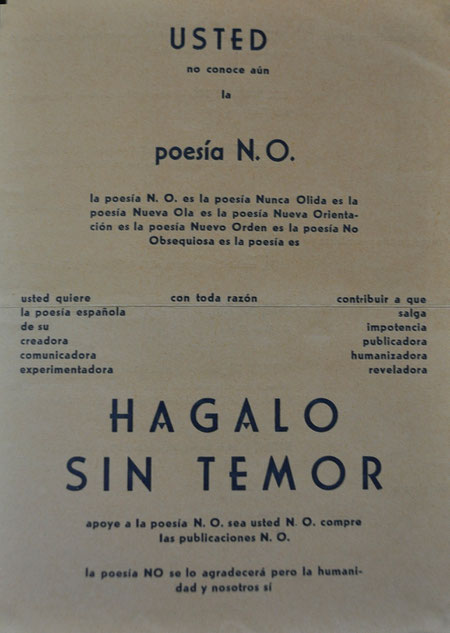 USTED
no conoce aún
la
poesía N. O.
la poesía N. O. es la poesía Nunca Olida es la
poesía Nueva Ola es la poesía Nueva Orienta-
ción es la poesía Nuevo Orden es la poesía No
Obsequiosa es la poesía es
usted quiere con toda razón contribuir a que
la poesía española salga
de su impotencia
creadora publicadora
comunicadora humanizadora
experimentadora reveladora
HAGALO
SIN TEMOR
apoye a la poesía N. O. sea usted N. O. compre
las publicaciones N. O.
la poesía NO se lo agradecerá pero la humani-
dad y nosotros sí